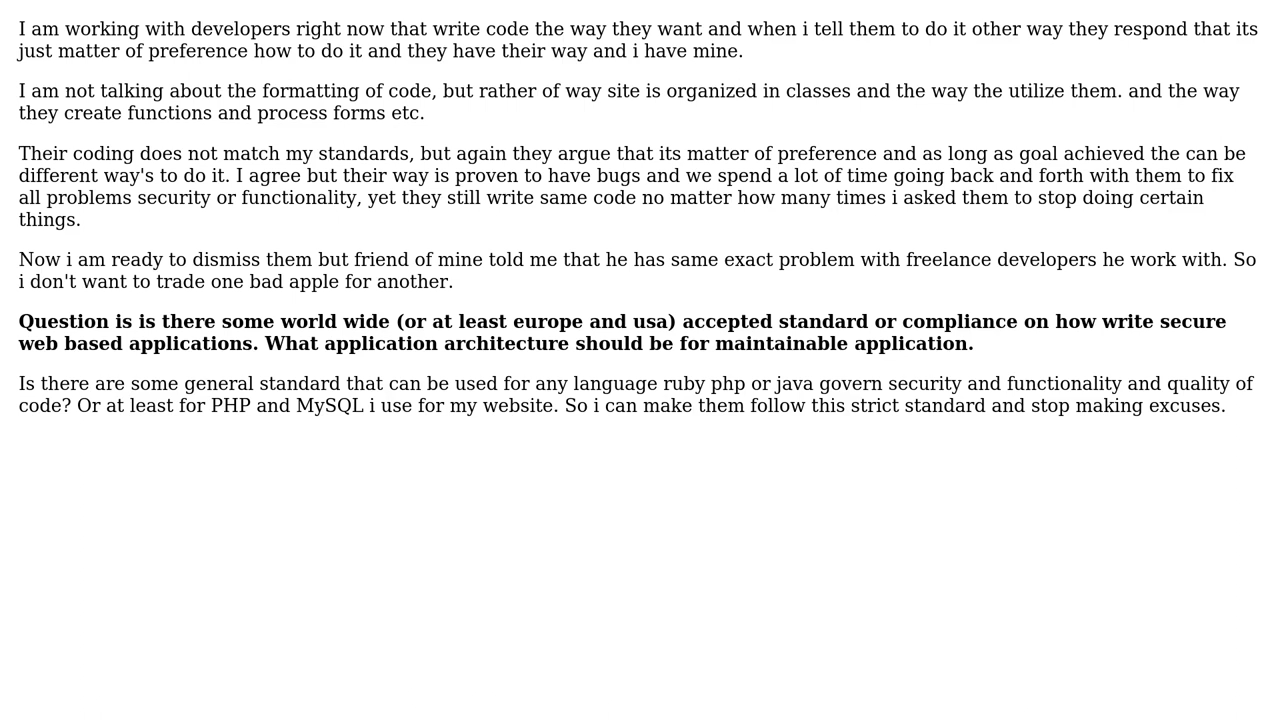 I am working with developers right now that write code the way they want and when i tell them to do it other way they respond that its
just matter of preference how to do it and they have their way and i have mine.
I am not talking about the formatting of code, but rather of way site is organized in classes and the way the utilize them. and the way
they create functions and process forms etc.
Their coding does not match my standards, but again they argue that its matter of preference and as long as goal achieved the can be
different way's to do it. I agree but their way is proven to have bugs and we spend a lot of time going back and forth with them to fix
all problems security or functionality, yet they still write same code no matter how many times i asked them to stop doing certain
things.
Now i am ready to dismiss them but friend of mine told me that he has same exact problem with freelance developers he work with. So
i don't want to trade one bad apple for another.
Question is is there some world wide (or at least europe and usa) accepted standard or compliance on how write secure
web based applications. What application architecture should be for maintainable application.
Is there are some general standard that can be used for any language ruby php or java govern security and functionality and quality of
code? Or at least for PHP and MySQL i use for my website. So i can make them follow this strict standard and stop making excuses.